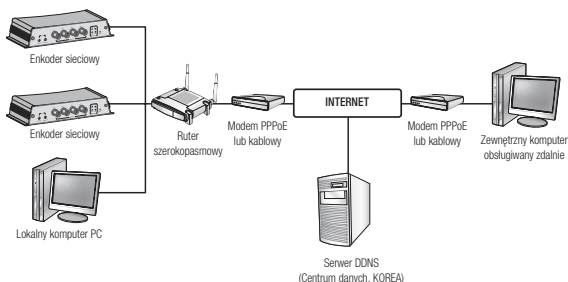 Enkoder sieciowy
Enkoder sieciowy
Lokalny komputer PC
Ruter
szerokopasmowy
Modem PPPoE
lub kablowy
INTERNET
Modem PPPoE
lub kablowy
Zewnętrzny komputer
obsługiwany zdalnie
Serwer DDNS
(Centrum danych, KOREA)